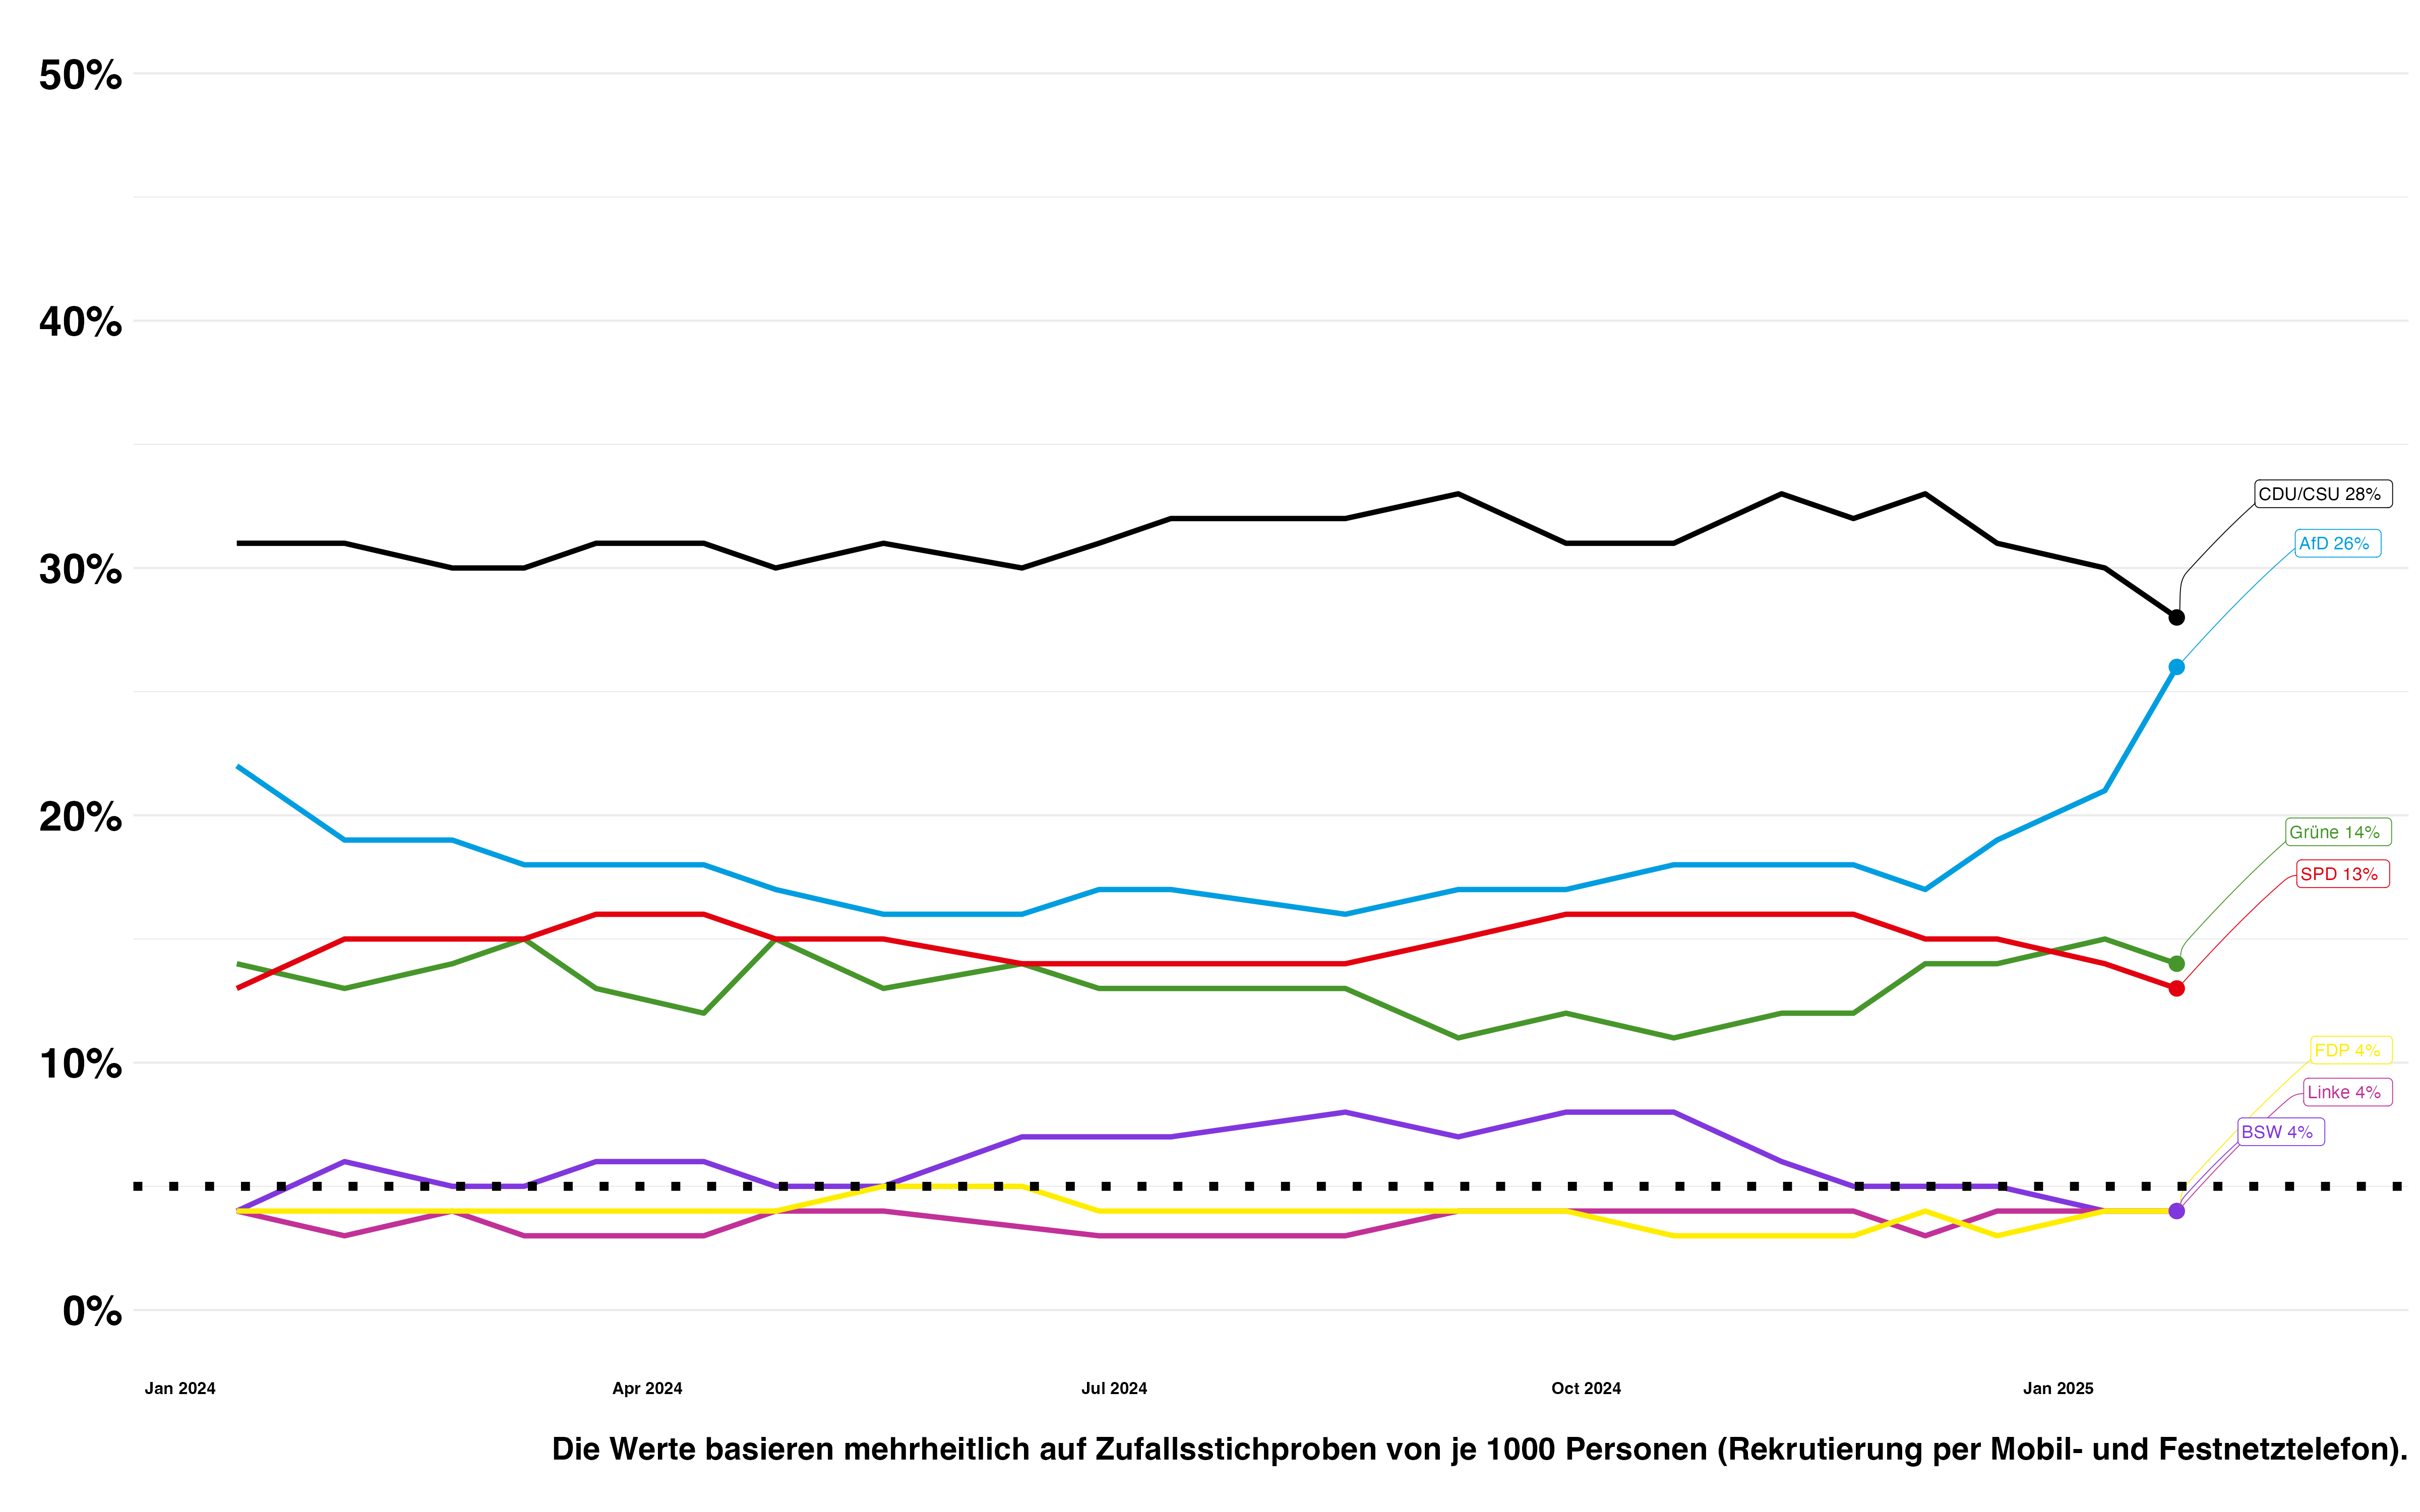 50%
40%
30%
20%
10%
0%
CDU/CSU 28%
AfD 26%
Grüne 14%
SPD 13%
FDP 4%
Linke 4%
BSW 4%
Jan 2024
Apr 2024
Jul 2024
Oct 2024
Jan 2025
Die Werte basieren mehrheitlich auf Zufallsstichproben von je 1000 Personen (Rekrutierung per Mobil- und Festnetztelefon).